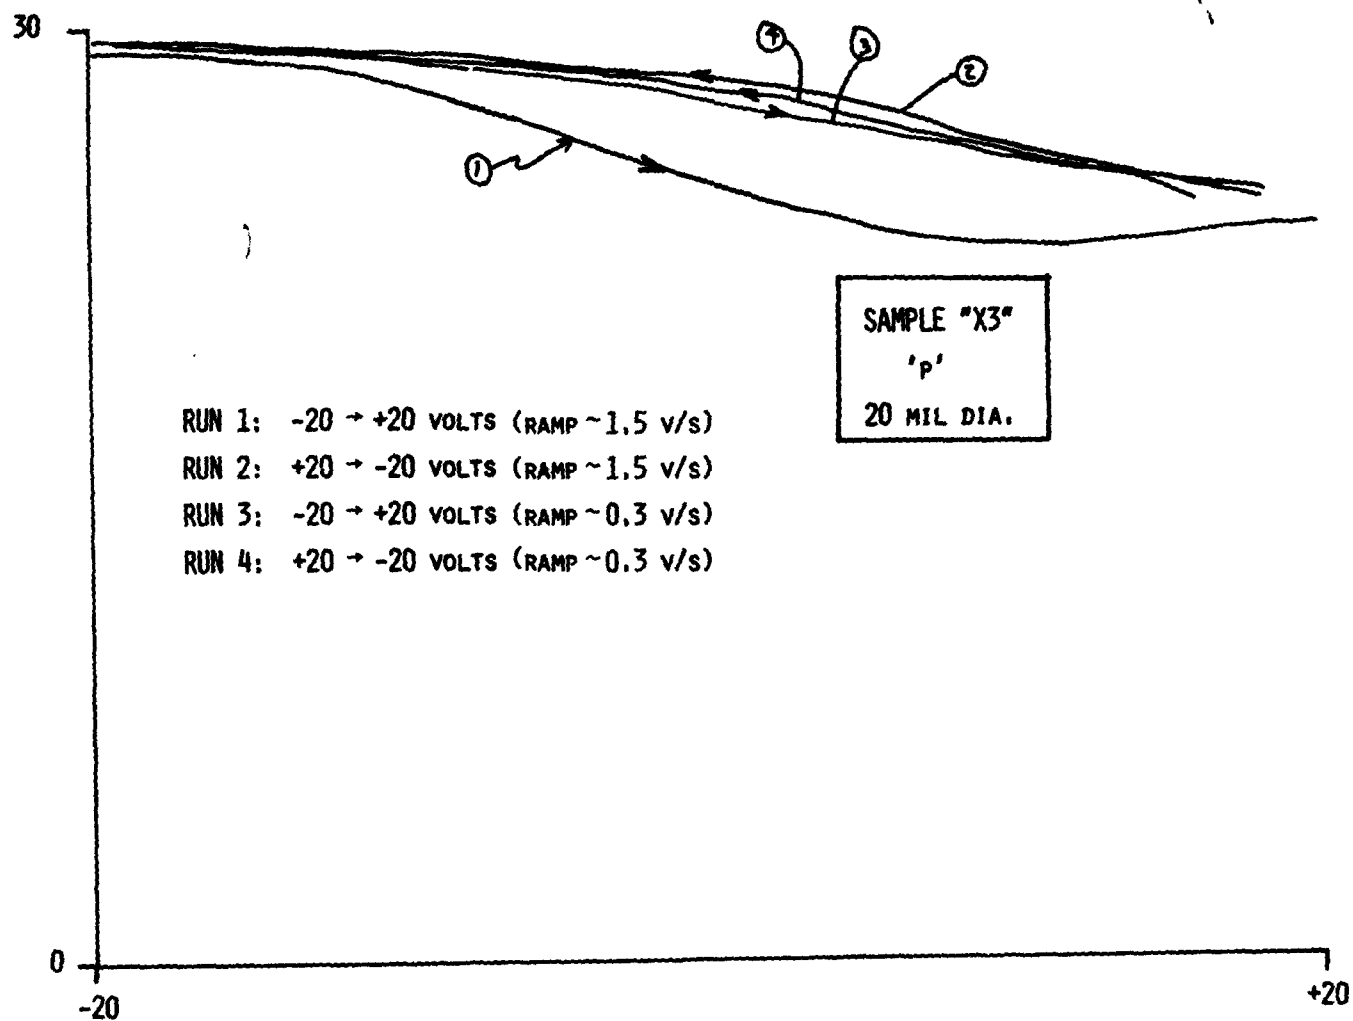 30
④ ③ ②
①
SAMPLE "X3"
'P'
20 MIL DIA.
RUN 1: -20 → +20 VOLTS (RAMP ~1.5 V/S)
RUN 2: +20 → -20 VOLTS (RAMP ~1.5 V/S)
RUN 3: -20 → +20 VOLTS (RAMP ~0.3 V/S)
RUN 4: +20 → -20 VOLTS (RAMP ~0.3 V/S)
0
-20 +20